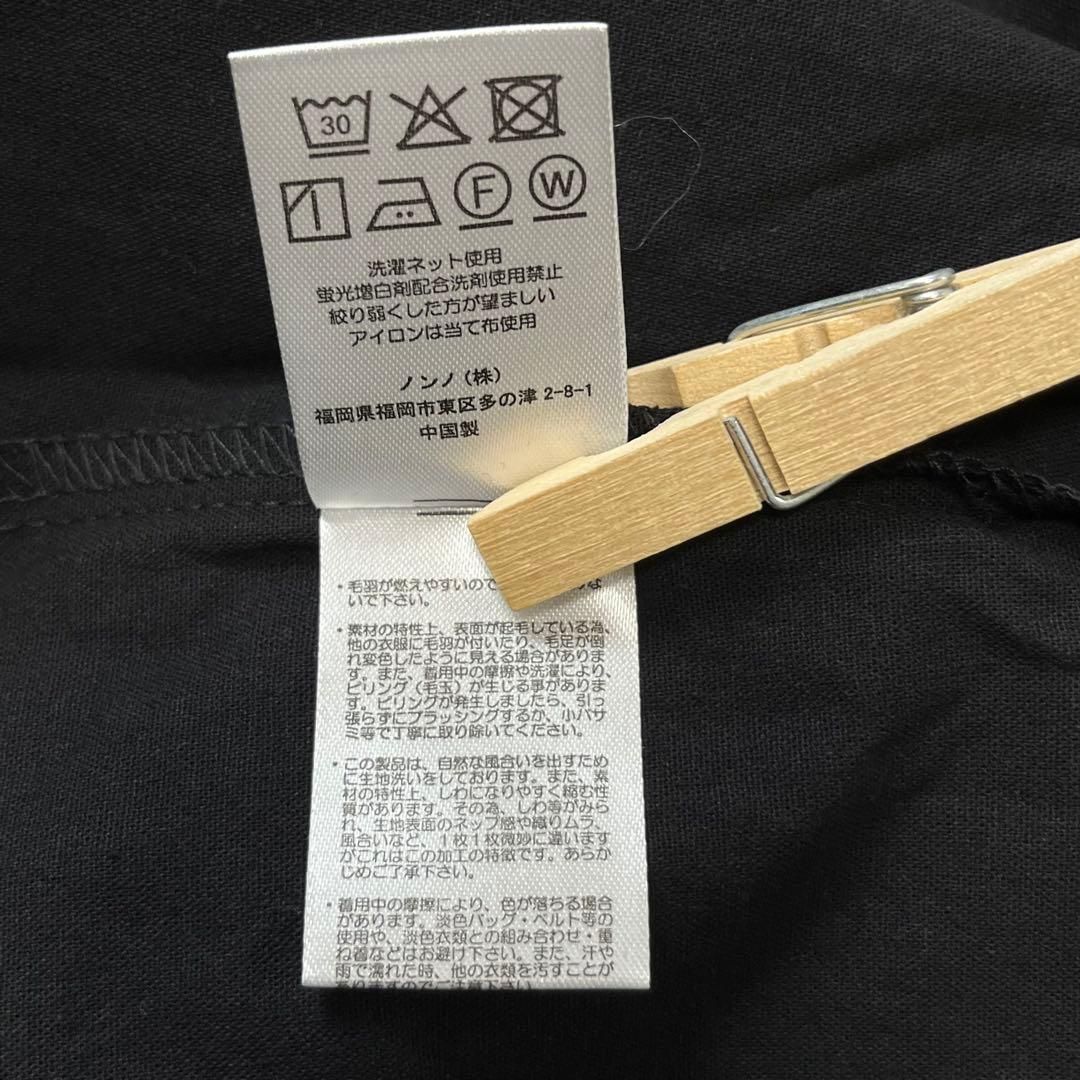 30
F W
洗濯ネット使用
蛍光増白剤配合洗剤使用禁止
絞り弱くした方が望ましい
アイロンは当て布使用
ノンノ（株）
福岡県福岡市東区多の津 2-8-1
中国製
・毛羽が燃えやすいので
いで下さい。
・素材の特性上、表面が起毛している為、
他の衣服に毛羽が付いたり、毛足が倒
れ変色したように見える場合がありま
す。また、着用中の摩擦や洗濯により、
ピリング（毛玉）が生じる事がありま
す。ピリングが発生しましたら、引っ
張らずにブラッシングするか、小バサ
ミ等で丁寧に取り除いてください。
・この製品は、自然な風合いを出すため
に生地洗いをしております。また、素
材の特性上、しわになりやすく縮む性
質があります。その為、しわ等がみら
れ、生地表面のネップ感や織りムラ、
風合いなど、１枚１枚微妙に違います
がこれはこの加工の特徴です。あらか
じめご了承下さい。
・着用中の摩擦により、色が落ちる場合
があります。淡色バッグ・ベルト等の
使用や、淡色衣類との組み合わせ・重
ね着などはお避け下さい。また、汗や
雨で濡れた時、他の衣類を汚すことが
ありますのでご注意下さい。